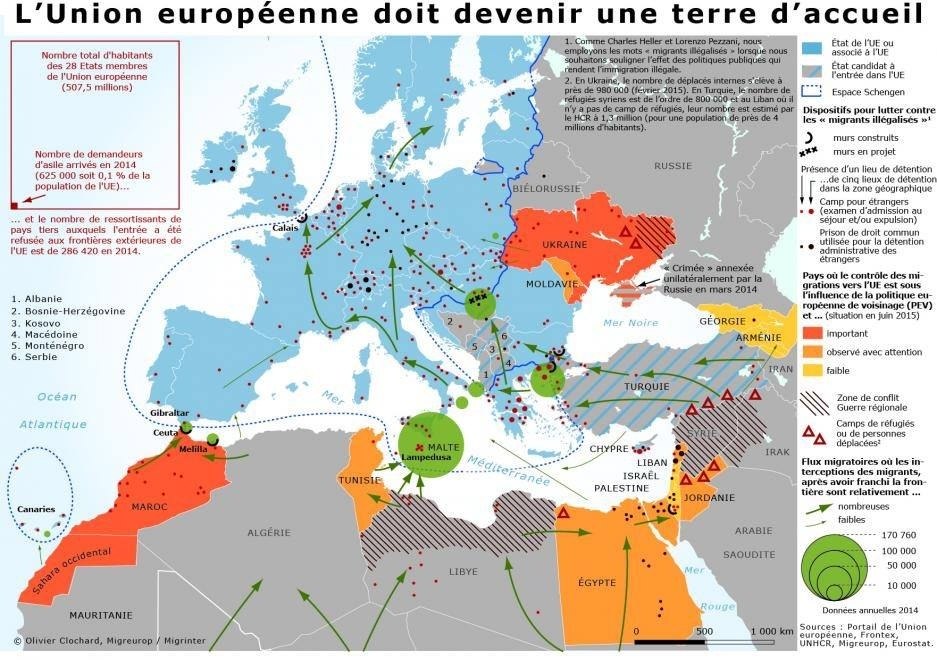 L'Union européenne doit devenir une terre d'accueil
Nombre total d'habitants
des 28 Etats membres
de l'Union européenne
(507,5 millions)
Nombre de demandeurs
d'asile arrivés en 2014
(625 000 soit 0,1 % de la
population de l'UE)...
... et le nombre de ressortissants de
pays tiers auxquels l'entrée a été
refusée aux frontières extérieures de
l'UE est de 286 420 en 2014.
1. Albanie
2. Bosnie-Herzégovine
3. Kosovo
4. Macédoine
5. Monténégro
6. Serbie
1. Comme Charles Heller et Lorenzo Pezzani, nous
employons les mots « migrants illégalisés » lorsque nous
souhaitons souligner l'effet des politiques publiques qui
rendent l'immigration illégale.
2. En Ukraine, le nombre de déplacés internes s'élève à
près de 980 000 (février 2015). En Turquie, le nombre de
réfugiés syriens est de l'ordre de 800 000 et au Liban où il
n'y a pas de camp de réfugiés, leur nombre est estimé par
le HCR à 1,3 million (pour une population de près de 4
millions d'habitants).
RUSSIE
BIÉLORUSSIE
Calais
UKRAINE
MOLDAVIE
« Crimée » annexée
unilatéralement par la
Russie en mars 2014
Mer Noire
GÉORGIE
ARMÉNIE
IRAN
TURQUIE
2
6
5
3
4
1
Océan
Atlantique
Mer
Méditerranée
Gibraltar
Ceuta
Melilla
MALTE
Lampedusa
CHYPRE
SYRIE
LIBAN
IRAK
ISRAËL
PALESTINE
JORDANIE
TUNISIE
MAROC
Canaries
ALGÉRIE
LIBYE
ÉGYPTE
ARABIE
SAOUDITE
Mer
Rouge
Sahara occidental
MAURITANIE
© Olivier Clochard, Migreurop / Migrinter
0 500 1 000 km
État de l'UE ou
associé à l'UE
État candidat à
l'entrée dans l'UE
Espace Schengen
Dispositifs pour lutter contre
les « migrants illégalisés »¹
murs construits
murs en projet
Présence d'un lieu de détention
...de cinq lieux de détention
dans la zone géographique
Camp pour étrangers
(examen d'admission au
séjour et/ou expulsion)
Prison de droit commun
utilisée pour la détention
administrative des
étrangers
Pays où le contrôle des mi-
grations vers l'UE est sous
l'influence de la politique eu-
ropéenne de voisinage (PEV)
et ... (situation en juin 2015)
important
observé avec attention
faible
Zone de conflit
Guerre régionale
Camps de réfugiés
ou de personnes
déplacées²
Flux migratoires où les in-
terceptions des migrants,
après avoir franchi la fron-
tière sont relativement ...
nombreuses
faibles
170 760
100 000
50 000
10 000
Données annuelles 2014
Sources : Portail de l'Union
européenne, Frontex,
UNHCR, Migreurop, Eurostat.